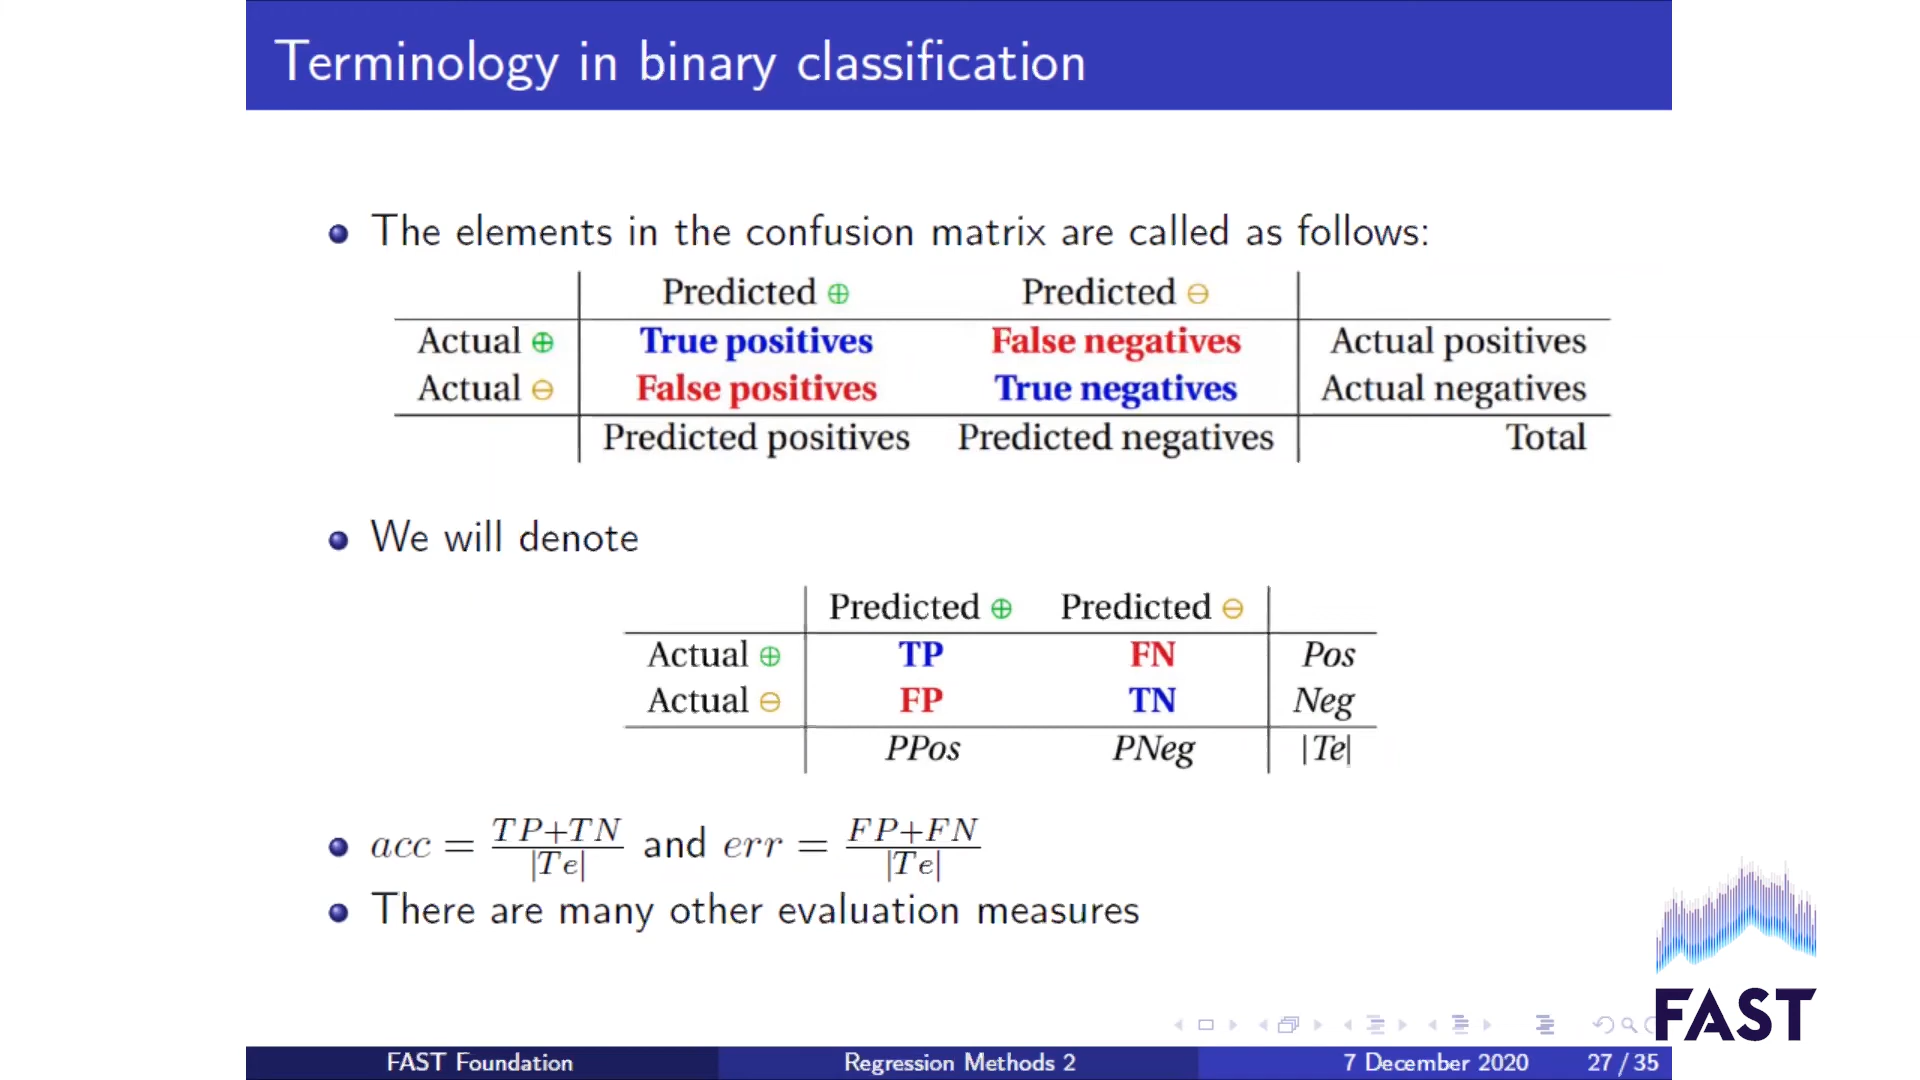 Terminology in binary classification
The elements in the confusion matrix are called as follows:
Predicted ⊕ Predicted ⊖
Actual ⊕ True positives False negatives Actual positives
Actual ⊖ False positives True negatives Actual negatives
Predicted positives Predicted negatives Total
We will denote
Predicted ⊕ Predicted ⊖
Actual ⊕ TP FN Pos
Actual ⊖ FP TN Neg
PPos PNeg |Te|
acc = TP+TN/|Te| and err = FP+FN/|Te|
There are many other evaluation measures
FAST
FAST Foundation Regression Methods 2 7 December 2020 27 / 35